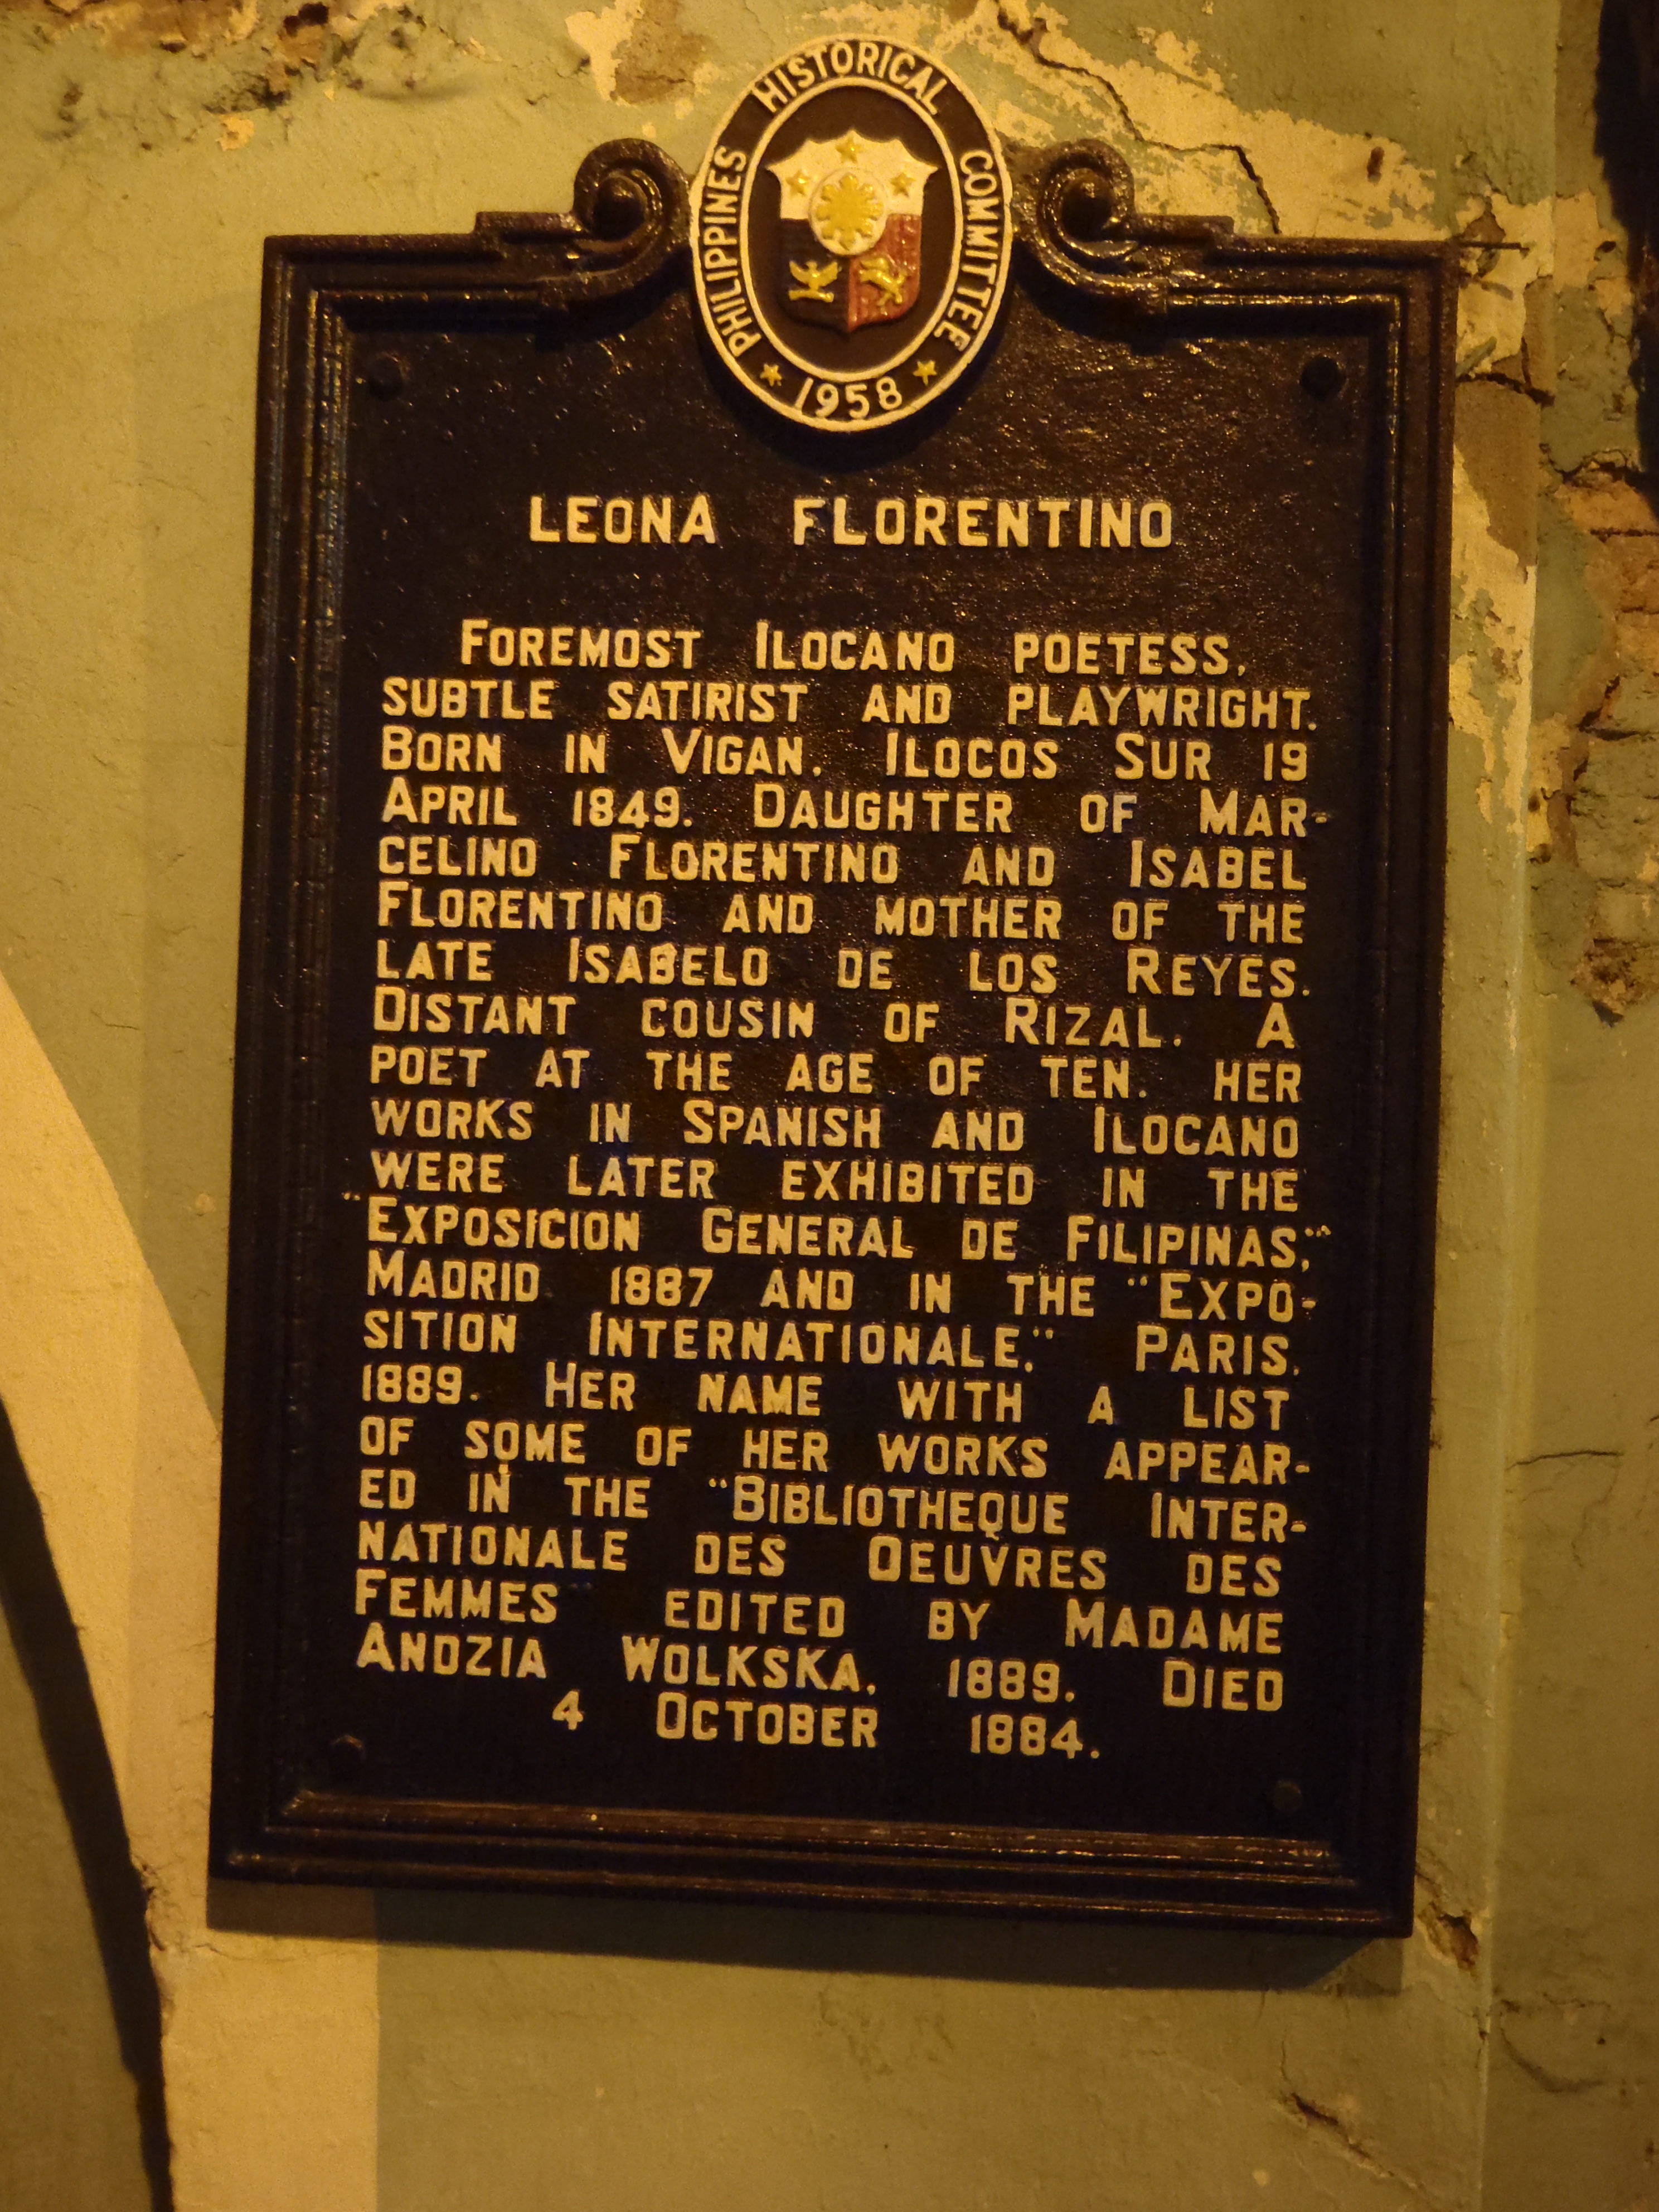 PHILIPPINES HISTORICAL COMMITTEE
1958
LEONA FLORENTINO
FOREMOST ILOCANO POETESS,
SUBTLE SATIRIST AND PLAYWRIGHT.
BORN IN VIGAN, ILOCOS SUR 19
APRIL 1849. DAUGHTER OF MAR-
CELINO FLORENTINO AND ISABEL
FLORENTINO AND MOTHER OF THE
LATE ISABELO DE LOS REYES.
DISTANT COUSIN OF RIZAL. A
POET AT THE AGE OF TEN. HER
WORKS IN SPANISH AND ILOCANO
WERE LATER EXHIBITED IN THE
"EXPOSICION GENERAL DE FILIPINAS,"
MADRID 1887 AND IN THE "EXPO-
SITION INTERNATIONALE," PARIS,
1889. HER NAME WITH A LIST
OF SOME OF HER WORKS APPEAR-
ED IN THE "BIBLIOTHEQUE INTER-
NATIONALE DES OEUVRES DES
FEMMES" EDITED BY MADAME
ANDZIA WOLKSKA, 1889. DIED
4 OCTOBER 1884.